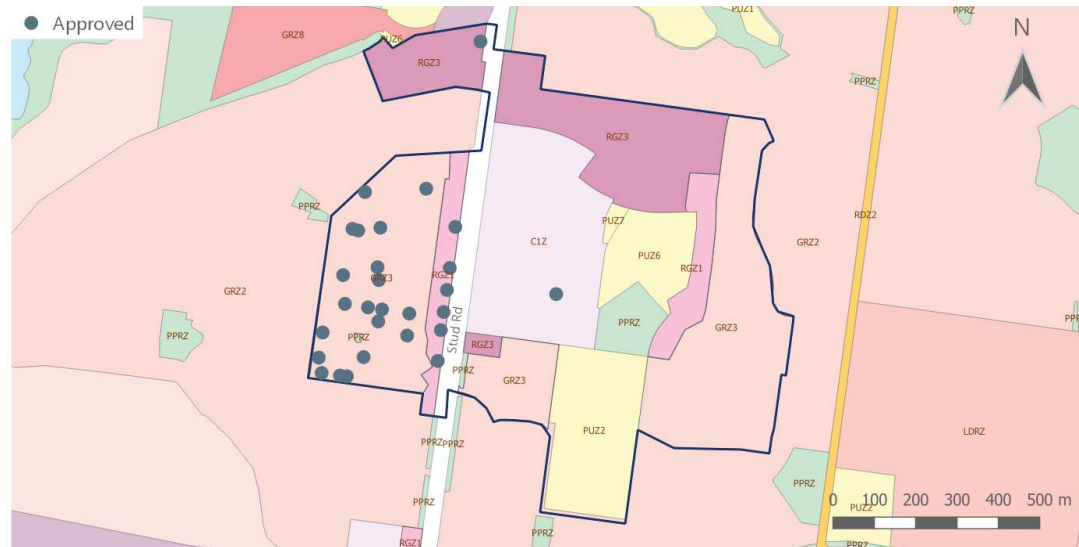 Approved
PUZ1
PPRZ
N
GRZ8
PUZ6
RGZ3
PPRZ
RGZ3
PPRZ
PUZ7
C1Z
PUZ6
RDZ2
GRZ2
RGZ1
GRZ3
RGZ1
GRZ2
PPRZ
GRZ3
PPRZ
PPRZ
Stud Rd
RGZ3
PPRZ
GRZ3
PUZ2
LDRZ
PPRZ
PPRZ
PPRZ
PPRZ
0 100 200 300 400 500 m
PUZ2
PPRZ
RGZ1
PPRZ